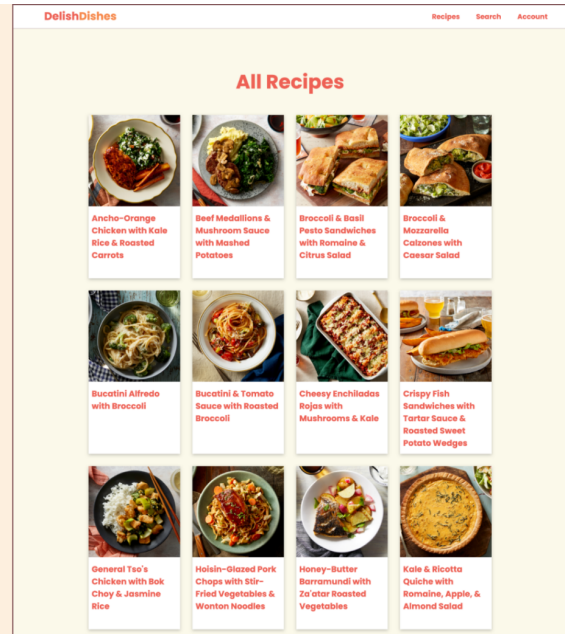 DelishDishes
Recipes Search Account
All Recipes
Ancho-Orange
Chicken with Kale
Rice & Roasted
Carrots
Beef Medallions &
Mushroom Sauce
with Mashed
Potatoes
Broccoli & Basil
Pesto Sandwiches
with Romaine &
Citrus Salad
Broccoli &
Mozzarella
Calzones with
Caesar Salad
Bucatini Alfredo
with Broccoli
Bucatini & Tomato
Sauce with Roasted
Broccoli
Cheesy Enchiladas
Rojas with
Mushrooms & Kale
Crispy Fish
Sandwiches with
Tartar Sauce &
Roasted Sweet
Potato Wedges
General Tso's
Chicken with Bok
Choy & Jasmine
Rice
Hoisin-Glazed Pork
Chops with Stir-
Fried Vegetables &
Wonton Noodles
Honey-Butter
Barramundi with
Za'atar Roasted
Vegetables
Kale & Ricotta
Quiche with
Romaine, Apple, &
Almond Salad